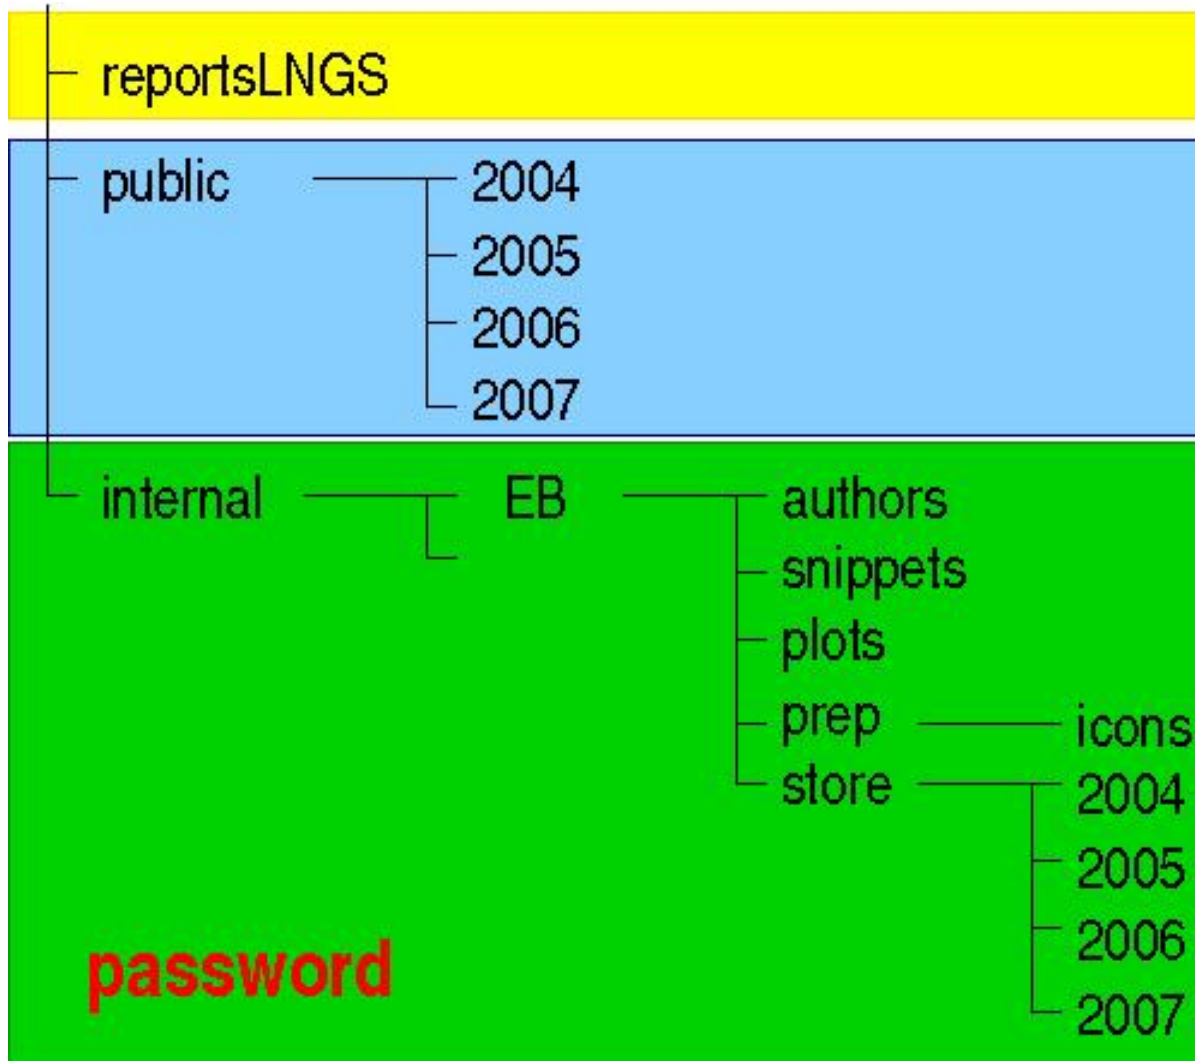 reportsLNGS
public 2004
2005
2006
2007
internal EB authors
snippets
plots
prep icons
store 2004
2005
2006
2007
password